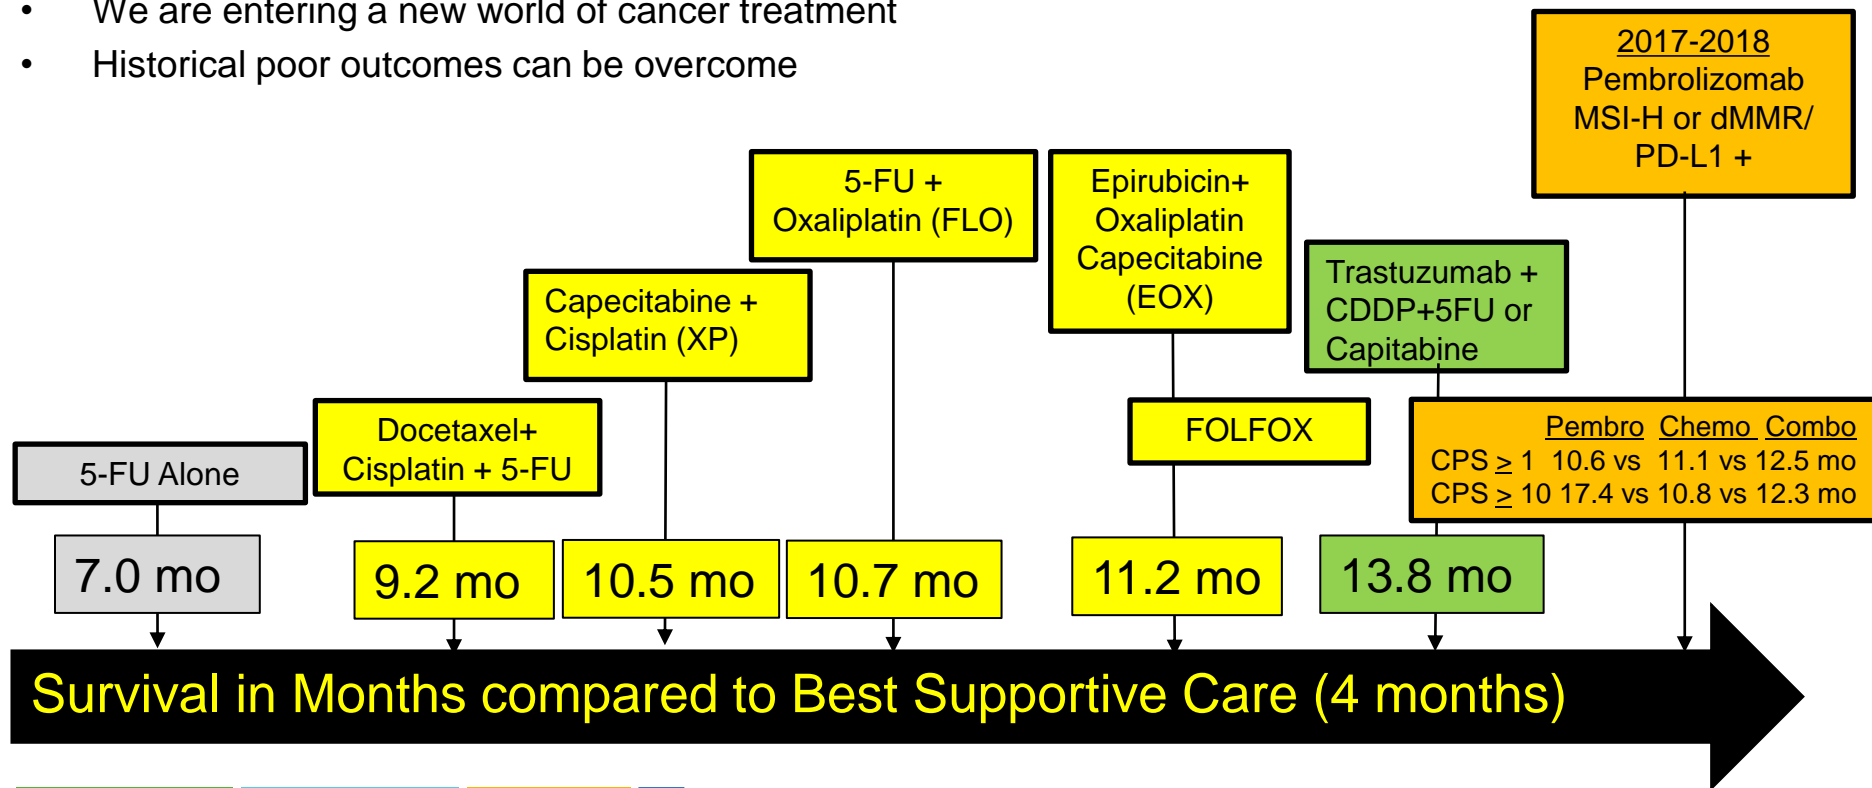 • We are entering a new world of cancer treatment
• Historical poor outcomes can be overcome
2017-2018
Pembrolizomab
MSI-H or dMMR/
PD-L1 +
5-FU +
Oxaliplatin (FLO)
Epirubicin+
Oxaliplatin
Capecitabine
(EOX)
Trastuzumab +
CDDP+5FU or
Capitabine
Capecitabine +
Cisplatin (XP)
Docetaxel+
Cisplatin + 5-FU
FOLFOX
5-FU Alone
Pembro Chemo Combo
CPS ≥ 1 10.6 vs 11.1 vs 12.5 mo
CPS ≥ 10 17.4 vs 10.8 vs 12.3 mo
7.0 mo
9.2 mo
10.5 mo
10.7 mo
11.2 mo
13.8 mo
Survival in Months compared to Best Supportive Care (4 months)